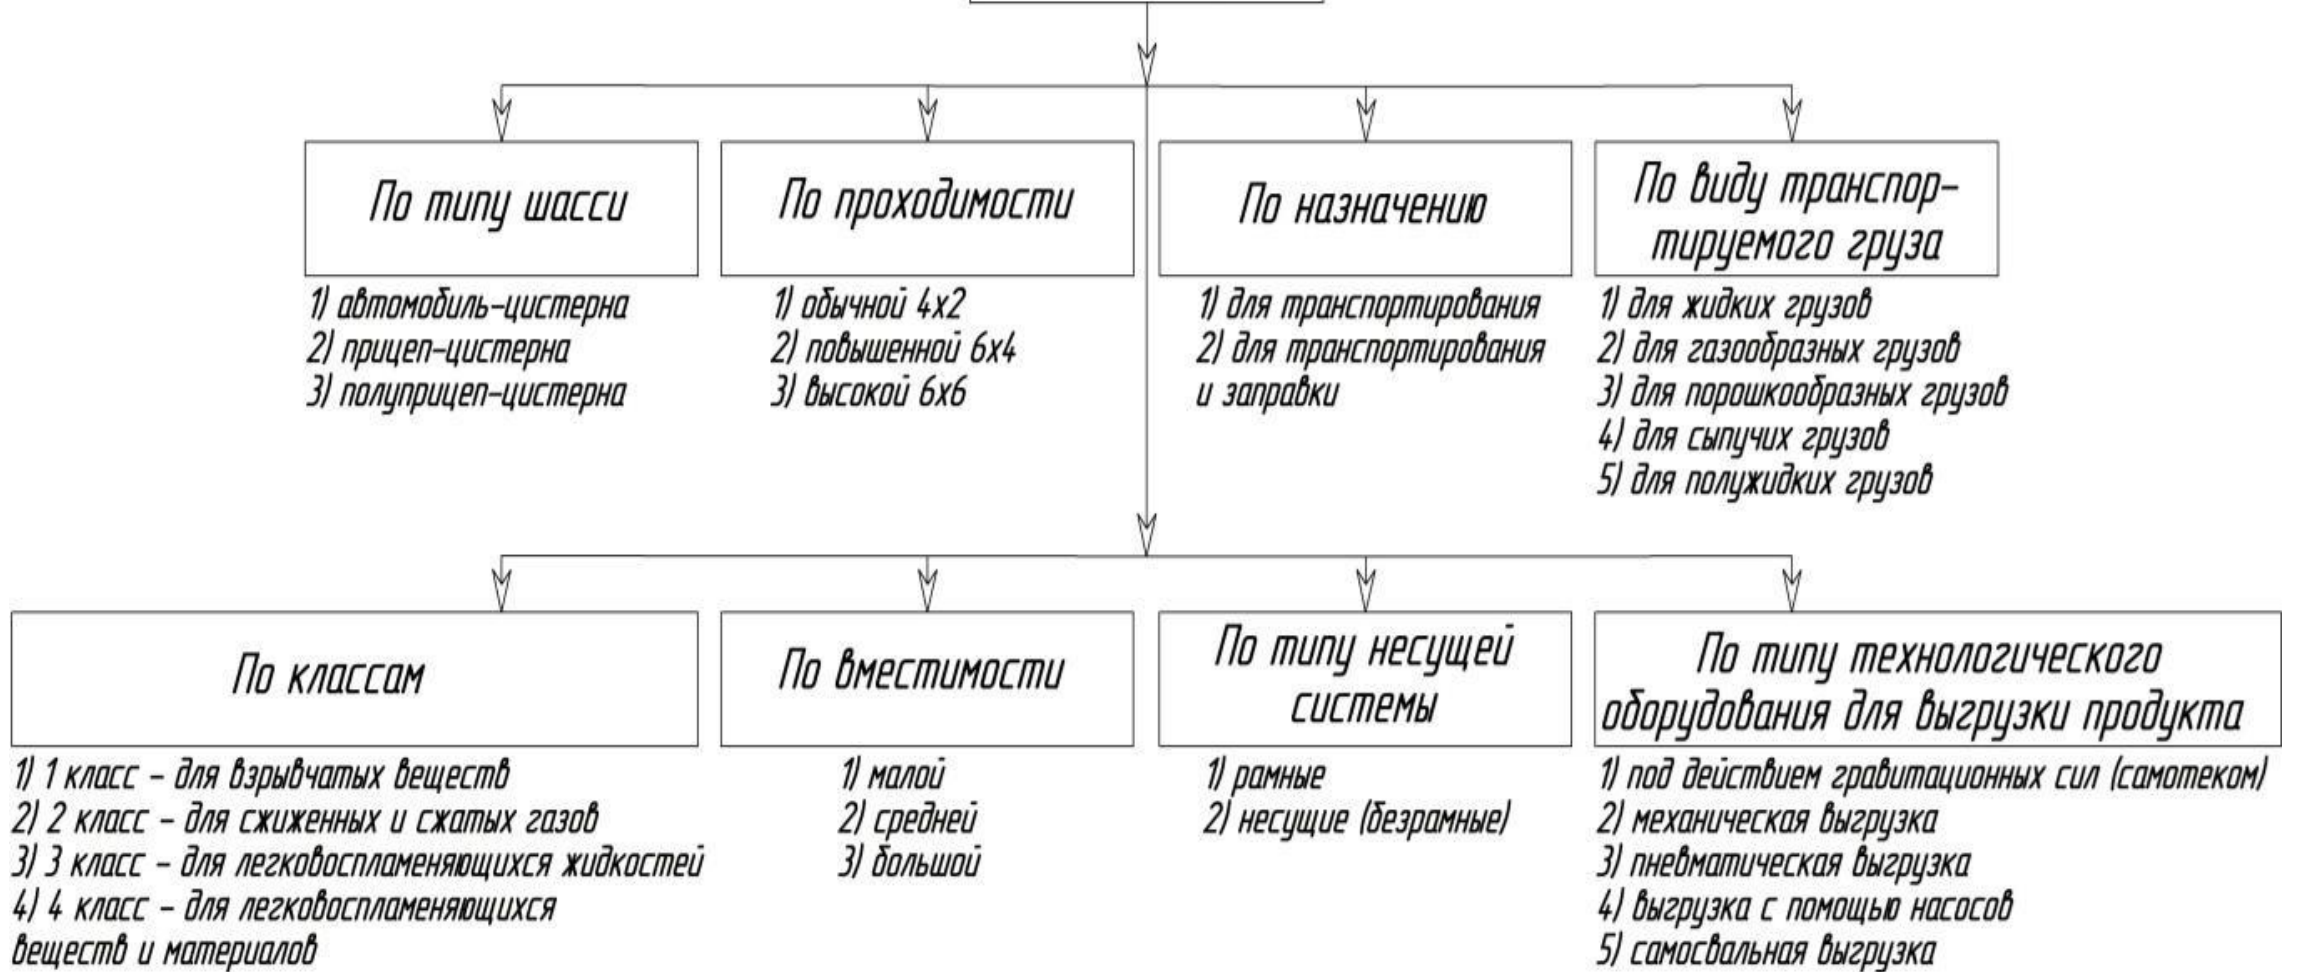 По типу шасси
1) автомобиль-цистерна
2) прицеп-цистерна
3) полуприцеп-цистерна
По проходимости
1) обычной 4х2
2) повышенной 6х4
3) высокой 6х6
По назначению
1) для транспортирования
2) для транспортирования
и заправки
По виду транспор-
тируемого груза
1) для жидких грузов
2) для газообразных грузов
3) для порошкообразных грузов
4) для сыпучих грузов
5) для полужидких грузов
По классам
1) 1 класс - для взрывчатых веществ
2) 2 класс - для сжиженных и сжатых газов
3) 3 класс - для легковоспламеняющихся жидкостей
4) 4 класс - для легковоспламеняющихся
веществ и материалов
По вместимости
1) малой
2) средней
3) большой
По типу несущей
системы
1) рамные
2) несущие (безрамные)
По типу технологического
оборудования для выгрузки продукта
1) под действием гравитационных сил (самотеком)
2) механическая выгрузка
3) пневматическая выгрузка
4) выгрузка с помощью насосов
5) самосвальная выгрузка